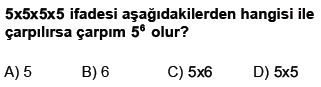 5x5x5x5 ifadesi aşağıdakilerden hangisi ile
çarpılırsa çarpım 5⁶ olur?
A) 5 B) 6 C) 5x6 D) 5x5